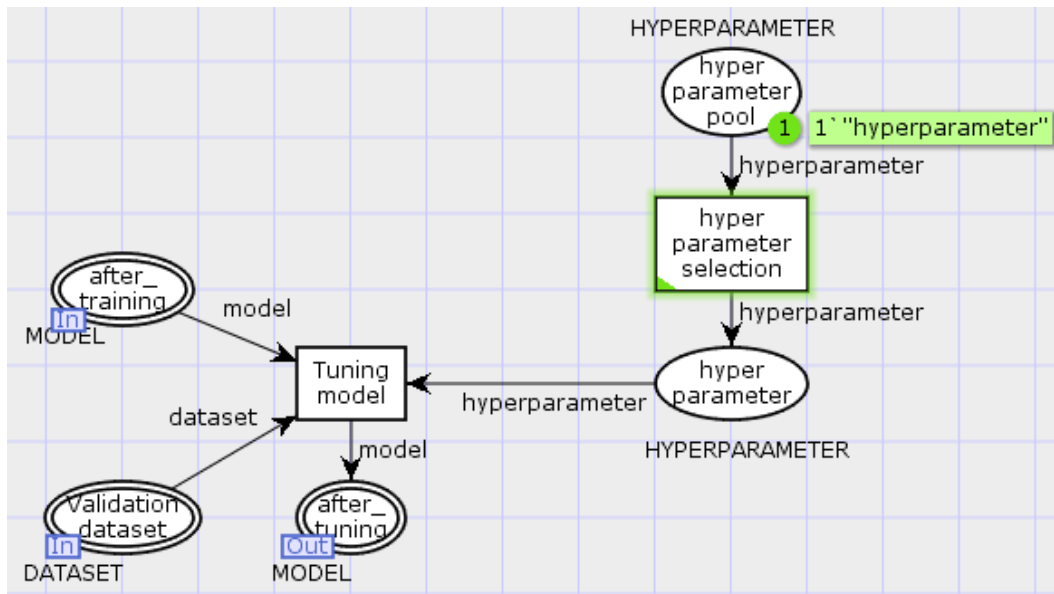 HYPERPARAMETER
hyper
parameter
pool
1
1`"hyperparameter"
hyperparameter
hyper
parameter
selection
hyperparameter
after_
training
In
MODEL
model
Tuning
model
hyperparameter
hyper
parameter
HYPERPARAMETER
dataset
model
Validation
dataset
In
DATASET
after_
tuning
Out
MODEL